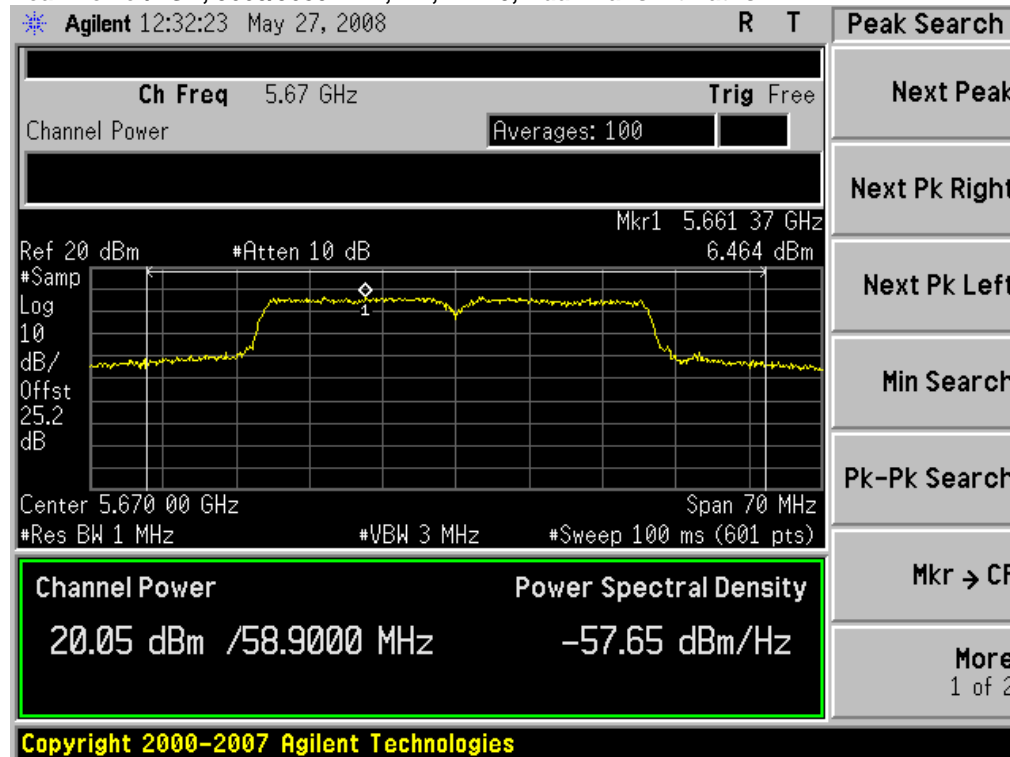 Agilent 12:32:23 May 27, 2008 R T Peak Search
Ch Freq 5.67 GHz Trig Free
Channel Power Averages: 100
Mkr1 5.661 37 GHz
Ref 20 dBm #Atten 10 dB 6.464 dBm
#Samp
Log
10
dB/
Offst
25.2
dB
1
Center 5.670 00 GHz Span 70 MHz
#Res BW 1 MHz #VBW 3 MHz #Sweep 100 ms (601 pts)
Channel Power Power Spectral Density
20.05 dBm /58.9000 MHz -57.65 dBm/Hz
Next Peak
Next Pk Right
Next Pk Left
Min Search
Pk-Pk Search
Mkr → CF
More
1 of 2
Copyright 2000-2007 Agilent Technologies